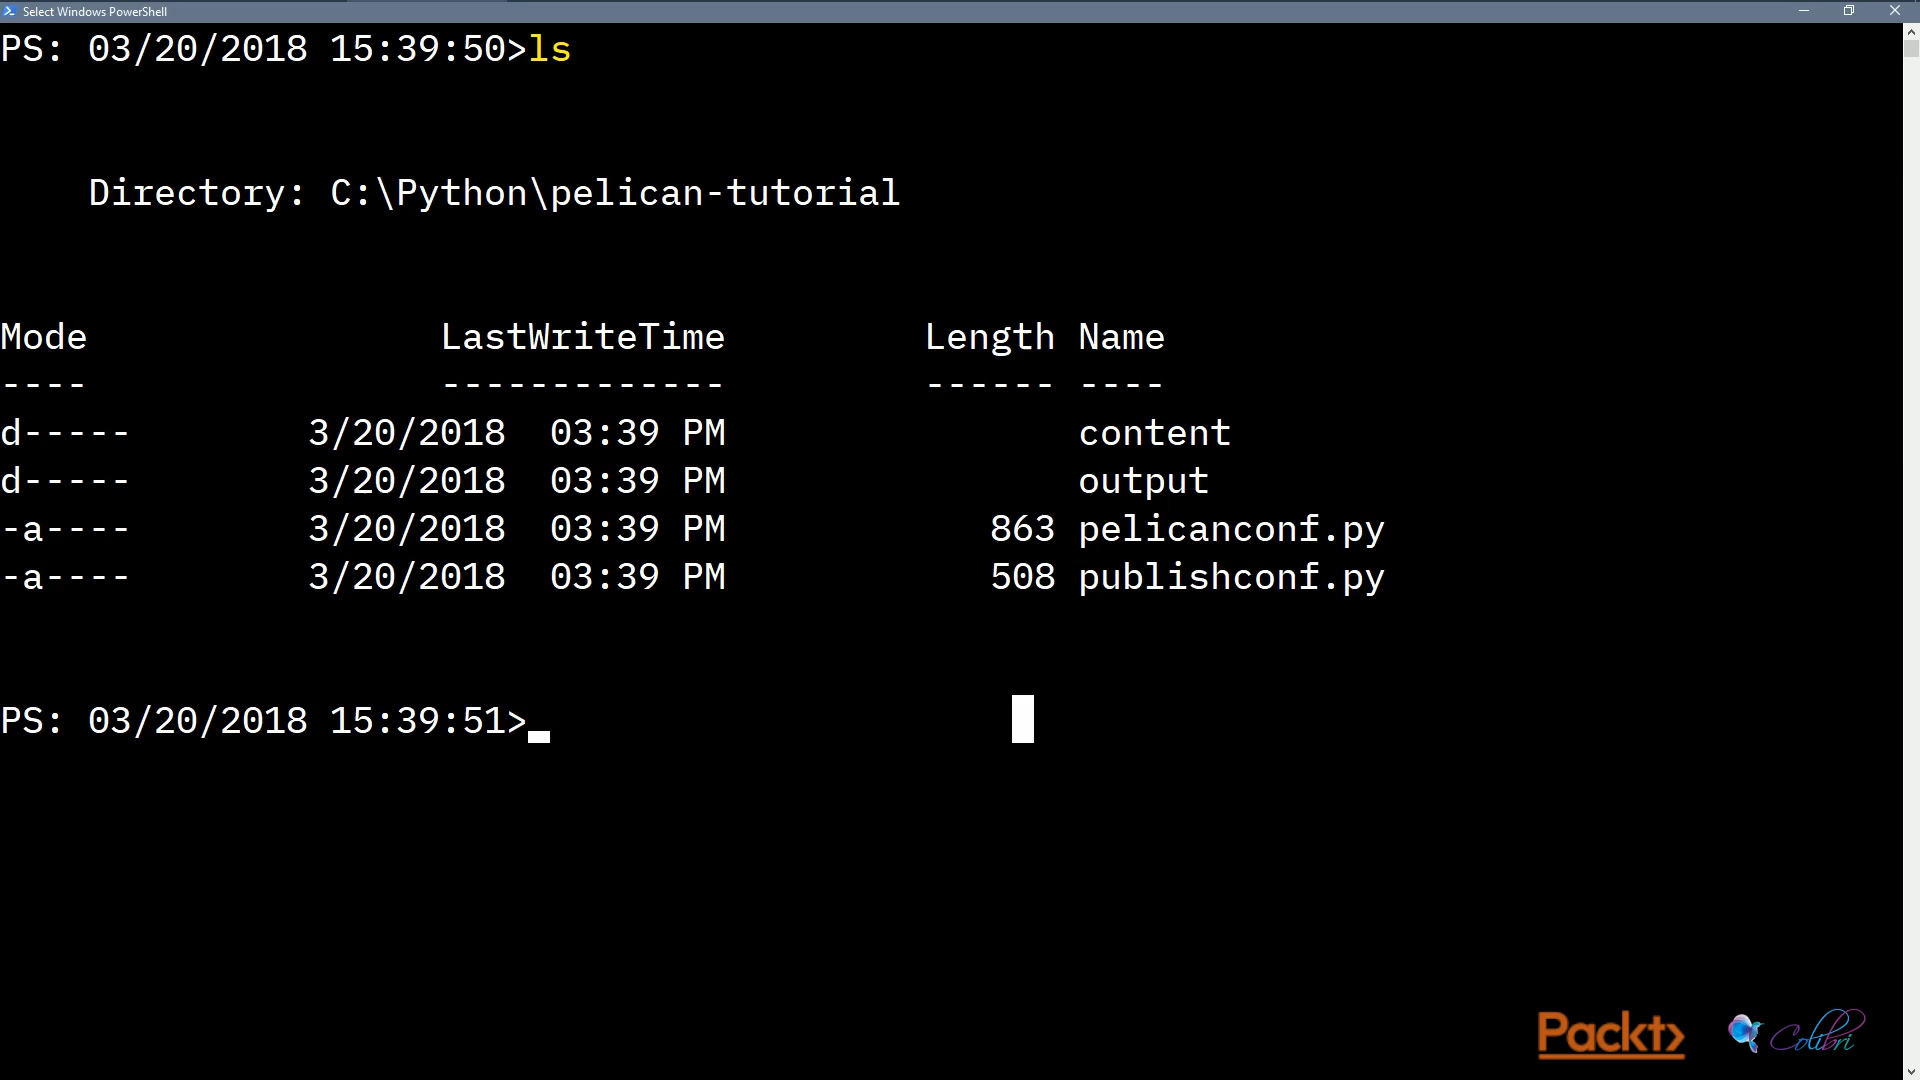 Select Windows PowerShell
PS: 03/20/2018 15:39:50>ls
Directory: C:\Python\pelican-tutorial
Mode LastWriteTime Length Name
---- ------------- ------ ----
d----- 3/20/2018 03:39 PM content
d----- 3/20/2018 03:39 PM output
-a---- 3/20/2018 03:39 PM 863 pelicanconf.py
-a---- 3/20/2018 03:39 PM 508 publishconf.py
PS: 03/20/2018 15:39:51>
Packt> Colibri